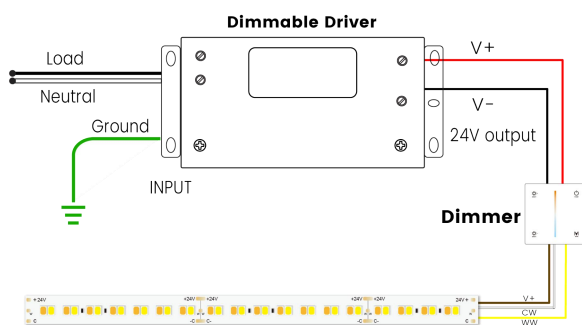 Dimmable Driver
Load
Neutral
Ground
INPUT
V+
V-
24V output
Dimmer
+24V
+24V
+24V
+24V
+24V
24V+
-C
C-
-C
C-
V+
CW
WW